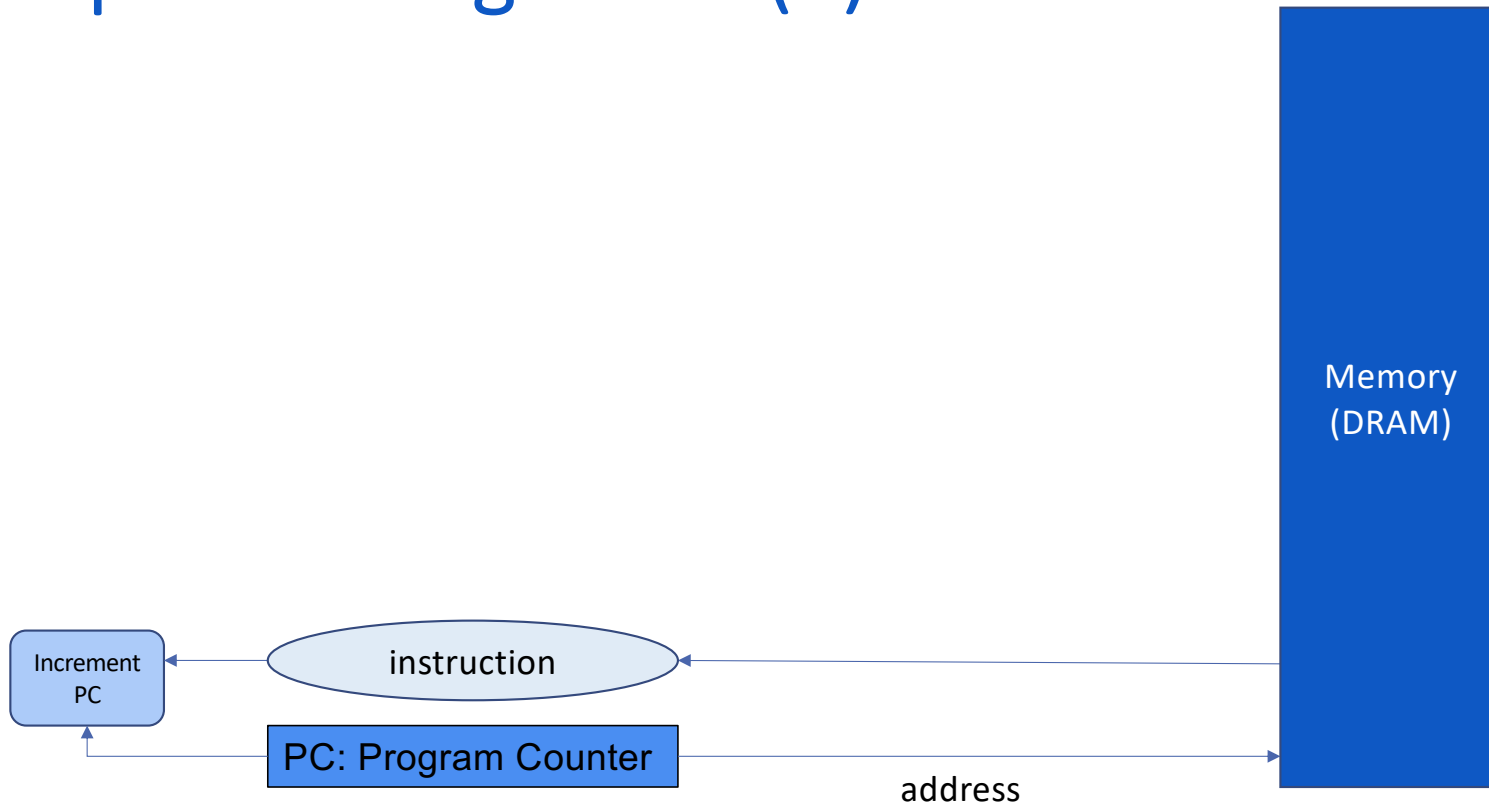 Memory
(DRAM)
Increment
PC
instruction
PC: Program Counter
address